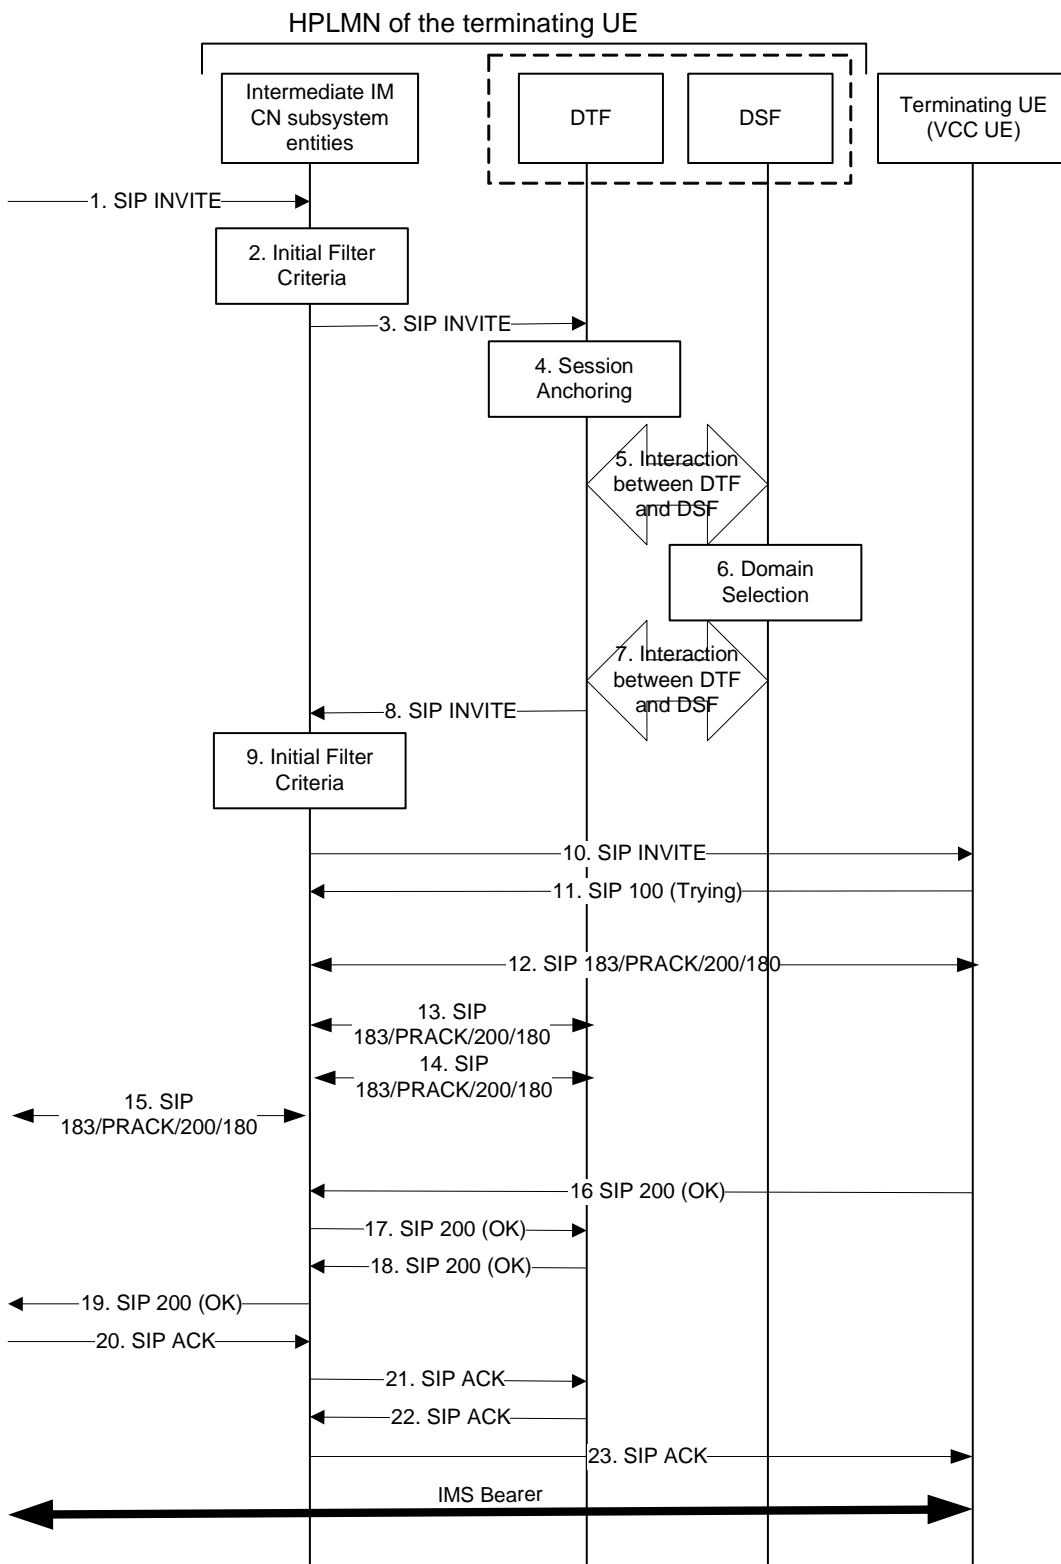 HPLMN of the terminating UE
Intermediate IM
CN subsystem
entities
DTF
DSF
Terminating UE
(VCC UE)
1. SIP INVITE
2. Initial Filter
Criteria
3. SIP INVITE
4. Session
Anchoring
5. Interaction
between DTF
and DSF
6. Domain
Selection
7. Interaction
between DTF
and DSF
8. SIP INVITE
9. Initial Filter
Criteria
10. SIP INVITE
11. SIP 100 (Trying)
12. SIP 183/PRACK/200/180
13. SIP
183/PRACK/200/180
14. SIP
183/PRACK/200/180
15. SIP
183/PRACK/200/180
16 SIP 200 (OK)
17. SIP 200 (OK)
18. SIP 200 (OK)
19. SIP 200 (OK)
20. SIP ACK
21. SIP ACK
22. SIP ACK
23. SIP ACK
IMS Bearer